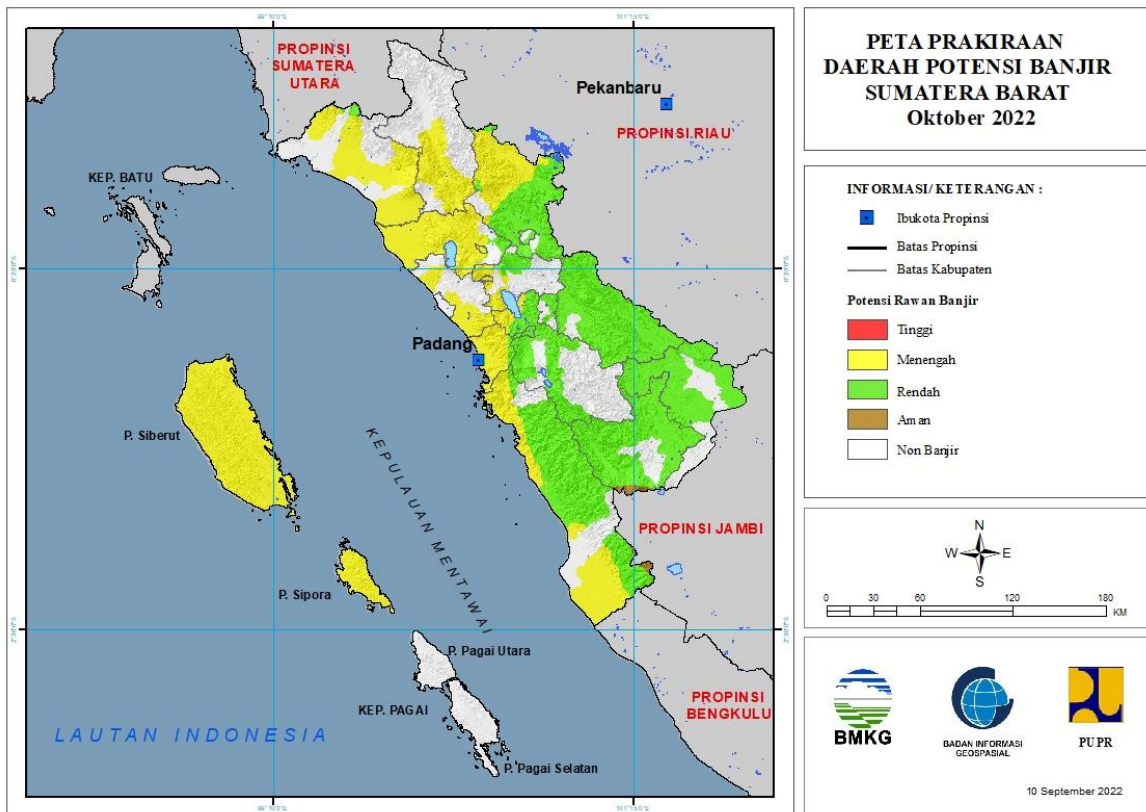 PROPINSI
SUMATERA
UTARA
Pekanbaru
PROPINSI RIAU
KEP. BATU
Padang
P. Siberut
KEPULAUAN MENTAWAI
PROPINSI JAMBI
P. Sipora
P. Pagai Utara
KEP. PAGAI
PROPINSI
BENGKULU
LAUTAN INDONESIA
P. Pagai Selatan
PETA PRAKIRAAN
DAERAH POTENSI BANJIR
SUMATERA BARAT
Oktober 2022
INFORMASI/ KETERANGAN :
Ibukota Propinsi
Batas Propinsi
Batas Kabupaten
Potensi Rawan Banjir
Tinggi
Menengah
Rendah
Aman
Non Banjir
N
W E
S
0 30 60 120 180
KM
BMKG
BADAN INFORMASI
GEOSPASIAL
PUPR
10 September 2022